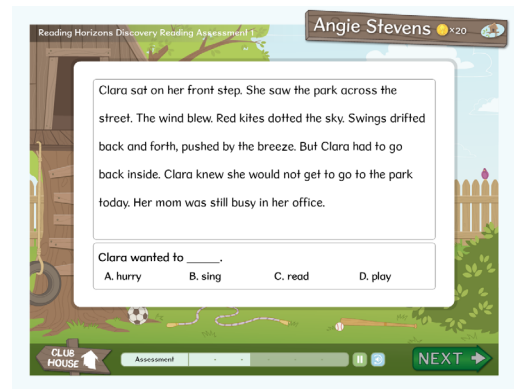 Reading Horizons Discovery Reading Assessment 1
Angie Stevens ×20
Clara sat on her front step. She saw the park across the
street. The wind blew. Red kites dotted the sky. Swings drifted
back and forth, pushed by the breeze. But Clara had to go
back inside. Clara knew she would not get to go to the park
today. Her mom was still busy in her office.
Clara wanted to _____.
A. hurry B. sing C. read D. play
CLUB
HOUSE
Assessment
NEXT